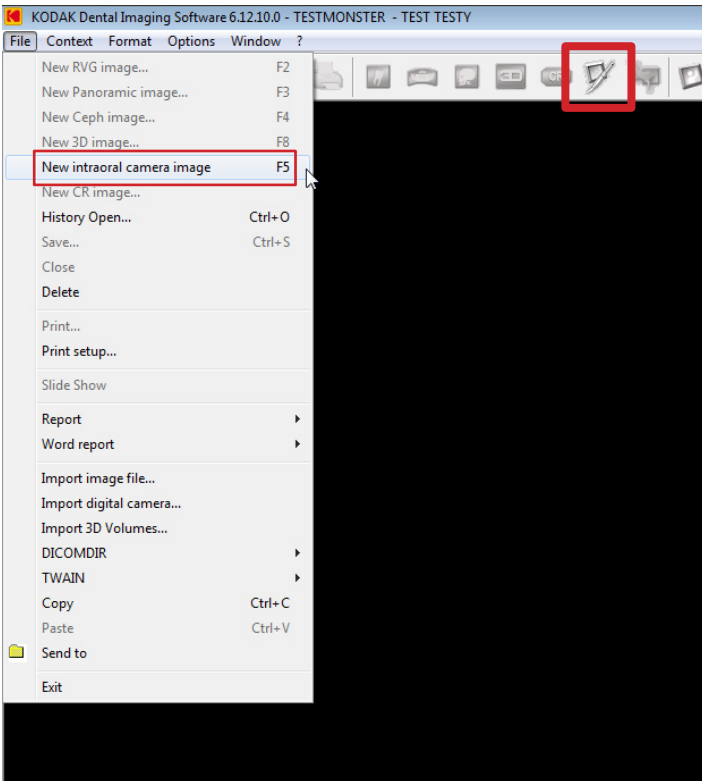 KODAK Dental Imaging Software 6.12.10.0 - TESTMONSTER - TEST TESTY
File Context Format Options Window ?
New RVG image... F2
New Panoramic image... F3
New Ceph image... F4
New 3D image... F8
New intraoral camera image F5
New CR image...
History Open... Ctrl+O
Save... Ctrl+S
Close
Delete
Print...
Print setup...
Slide Show
Report
Word report
Import image file...
Import digital camera...
Import 3D Volumes...
DICOMDIR
TWAIN
Copy Ctrl+C
Paste Ctrl+V
Send to
Exit